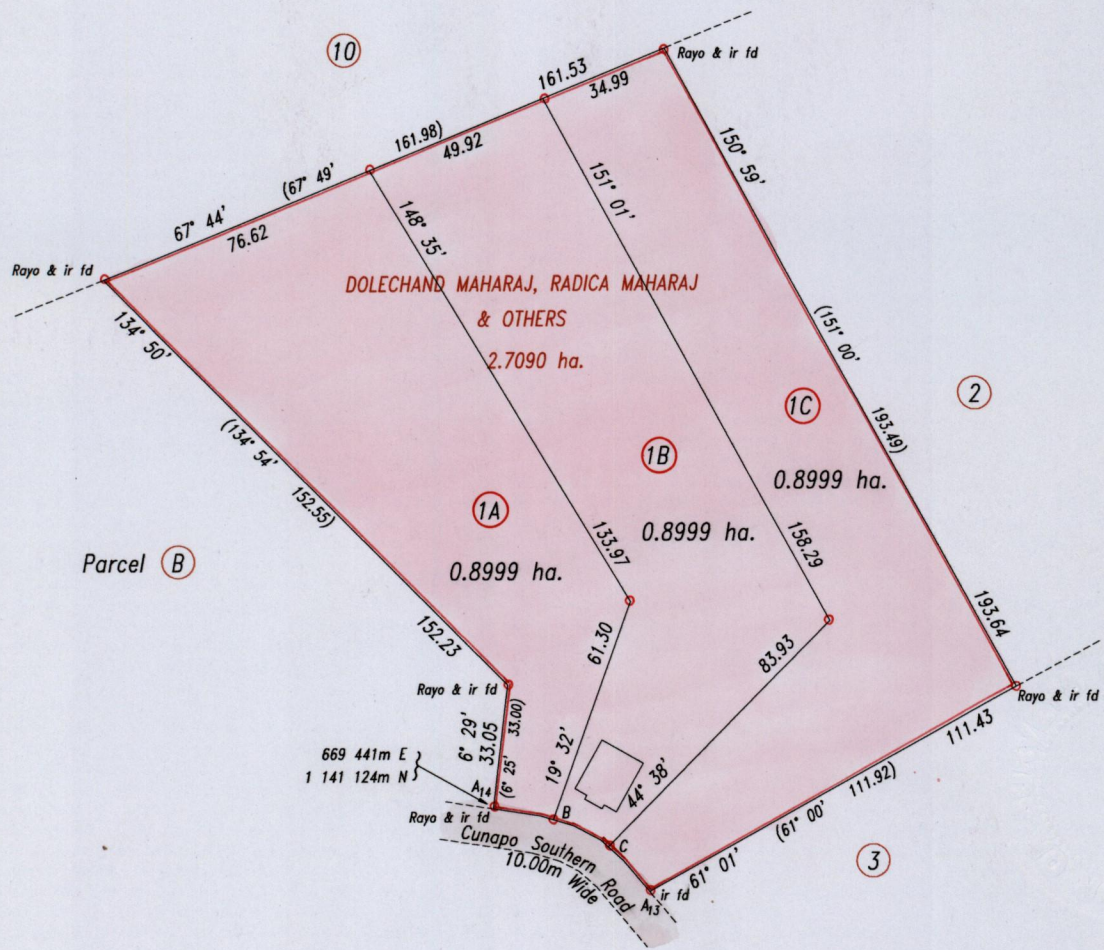 10
161.53
34.99
Rayo & ir fd
161.98)
49.92
(67° 49'
67° 44'
76.62
Rayo & ir fd
150° 59'
151° 01'
148° 35'
DOLECHAND MAHARAJ, RADICA MAHARAJ
& OTHERS
2.7090 ha.
134° 50'
(151° 00'
2
1C
193.49)
(134° 54'
1B
0.8999 ha.
152.55)
1A
133.97
0.8999 ha.
158.29
Parcel B
0.8999 ha.
193.64
152.23
61.30
83.93
Rayo & ir fd
Rayo & ir fd
111.43
6° 29'
33.05
33.00)
(6° 25'
19° 32'
44° 38'
111.92)
669 441m E
1 141 124m N
A14
B
Rayo & ir fd
(61° 00'
Cunapo Southern Road
10.00m Wide
C
61° 01'
3
ir fd
A13